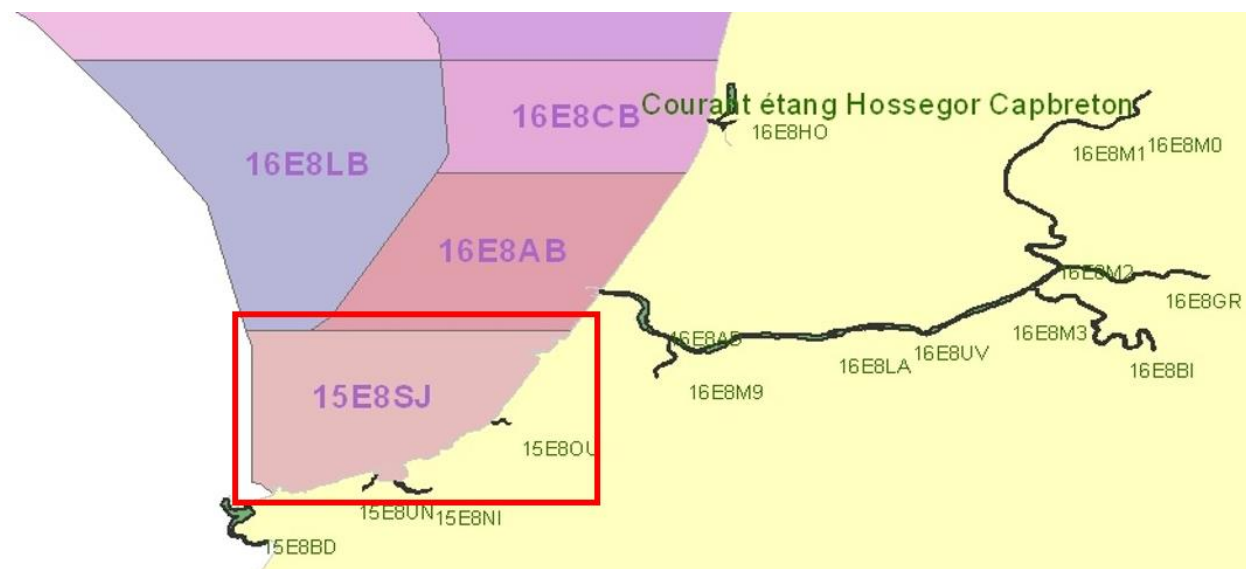 16E8CB
Courant étang Hossegor Capbreton
16E8HO
16E8M1
16E8M0
16E8LB
16E8AB
16E8M2
16E8GR
16E8AD
16E8M3
16E8LA
16E8UV
16E8BI
16E8M9
15E8SJ
15E8OU
15E8UN
15E8NI
15E8BD